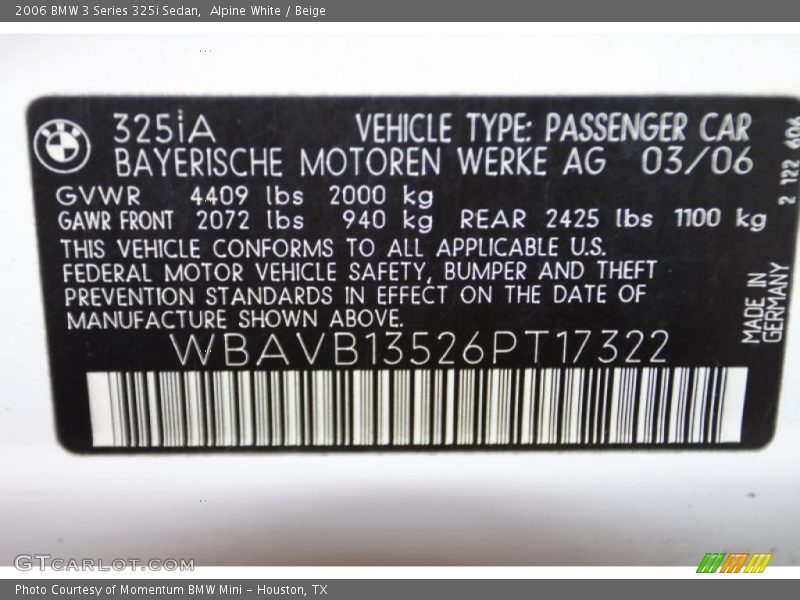 2006 BMW 3 Series 325i Sedan,  Alpine White / Beige
325iA
VEHICLE TYPE: PASSENGER CAR
BAYERISCHE MOTOREN WERKE AG 03/06
GVWR 4409 lbs 2000 kg
GAWR FRONT 2072 lbs 940 kg REAR 2425 lbs 1100 kg
THIS VEHICLE CONFORMS TO ALL APPLICABLE U.S.
FEDERAL MOTOR VEHICLE SAFETY, BUMPER AND THEFT
PREVENTION STANDARDS IN EFFECT ON THE DATE OF
MANUFACTURE SHOWN ABOVE.
WBAVB13526PT17322
2 122 606
MADE IN
GERMANY
GTcarlot.com
Photo Courtesy of Momentum BMW Mini - Houston, TX